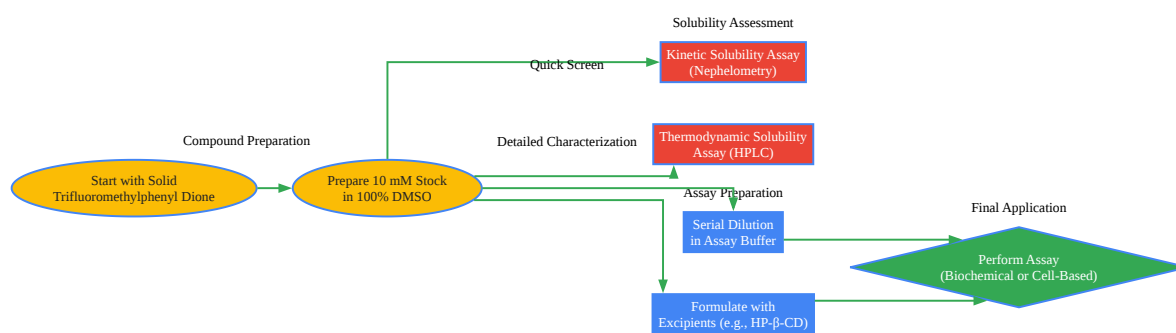 Solubility Assessment
Kinetic Solubility Assay
(Nephelometry)
Quick Screen
Compound Preparation
Detailed Characterization
Thermodynamic Solubility
Assay (HPLC)
Start with Solid
Trifluoromethylphenyl Dione
Prepare 10 mM Stock
in 100% DMSO
Assay Preparation
Serial Dilution
in Assay Buffer
Final Application
Perform Assay
(Biochemical or Cell-Based)
Formulate with
Excipients (e.g., HP-β-CD)